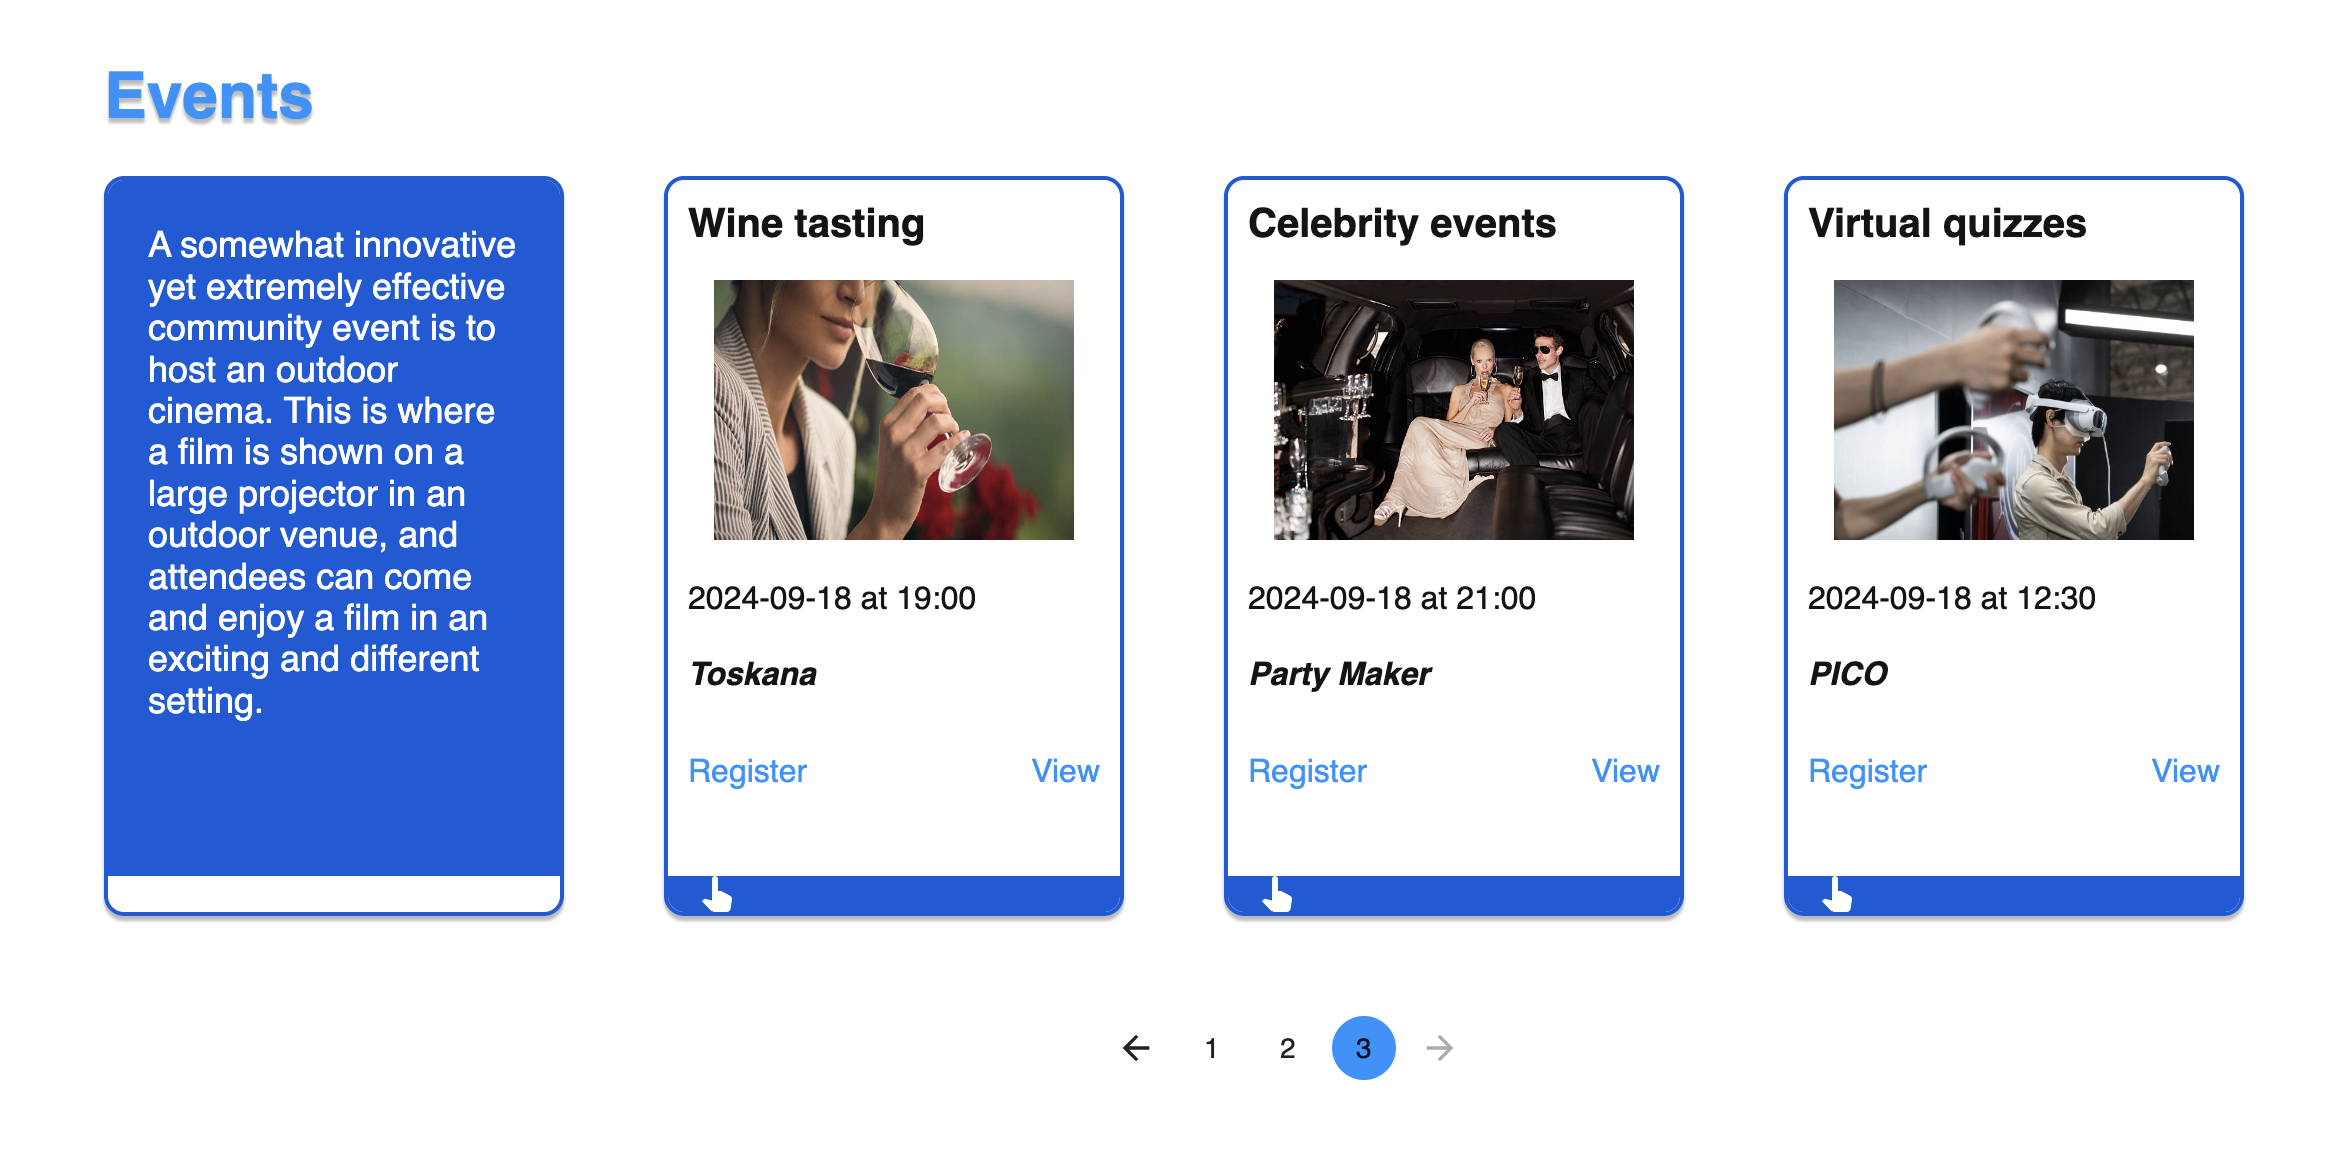 Events
A somewhat innovative
yet extremely effective
community event is to
host an outdoor
cinema. This is where
a film is shown on a
large projector in an
outdoor venue, and
attendees can come
and enjoy a film in an
exciting and different
setting.
Wine tasting
2024-09-18 at 19:00
Toskana
Register View
Celebrity events
2024-09-18 at 21:00
Party Maker
Register View
Virtual quizzes
2024-09-18 at 12:30
PICO
Register View
1 2 3